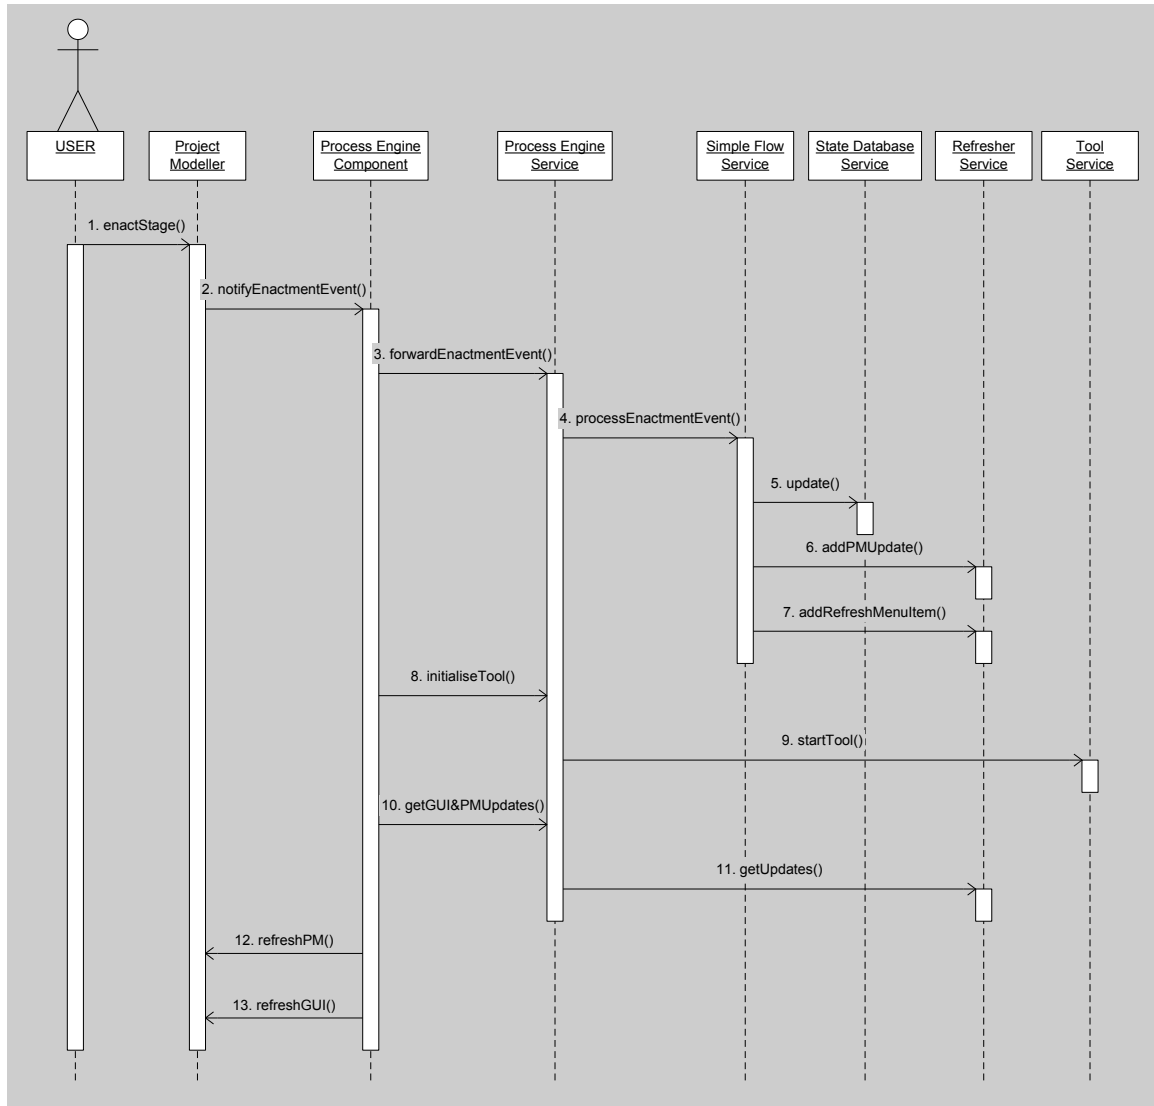 USER
Project
Modeller
Process Engine
Component
Process Engine
Service
Simple Flow
Service
State Database
Service
Refresher
Service
Tool
Service
1. enactStage()
2. notifyEnactmentEvent()
3. forwardEnactmentEvent()
4. processEnactmentEvent()
5. update()
6. addPMUpdate()
7. addRefreshMenuItem()
8. initialiseTool()
9. startTool()
10. getGUI&PMUpdates()
11. getUpdates()
12. refreshPM()
13. refreshGUI()